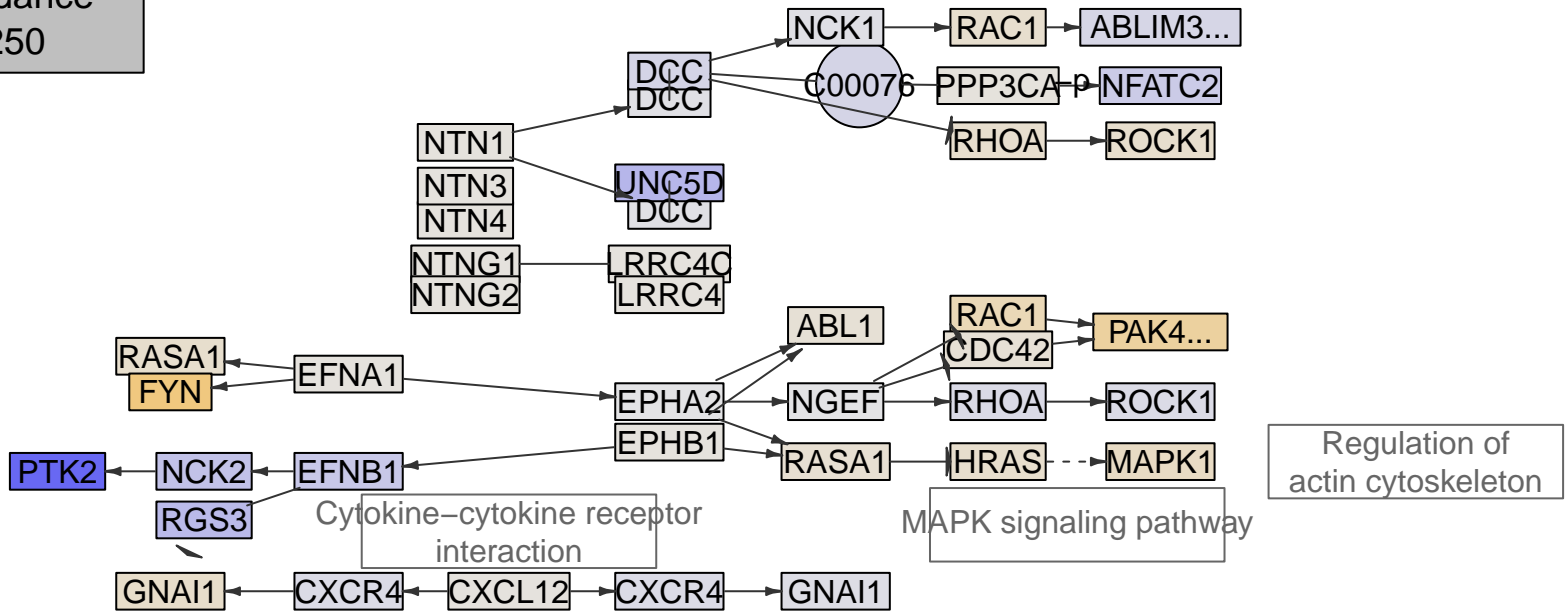 250
NCK1 RAC1 ABLIM3...
DCC C00076 PPP3CA +p NFATC2
DCC
NTN1 RHOA ROCK1
NTN3 UNC5D
NTN4 DCC
NTNG1 LRRC4C
NTNG2 LRRC4
ABL1 RAC1 PAK4...
RASA1 CDC42
FYN EFNA1
EPHA2 NGEF RHOA ROCK1
EPHB1
PTK2 NCK2 EFNB1 RASA1 HRAS MAPK1
Regulation of
actin cytoskeleton
RGS3
Cytokine−cytokine receptor
interaction
MAPK signaling pathway
GNAI1 CXCR4 CXCL12 CXCR4 GNAI1